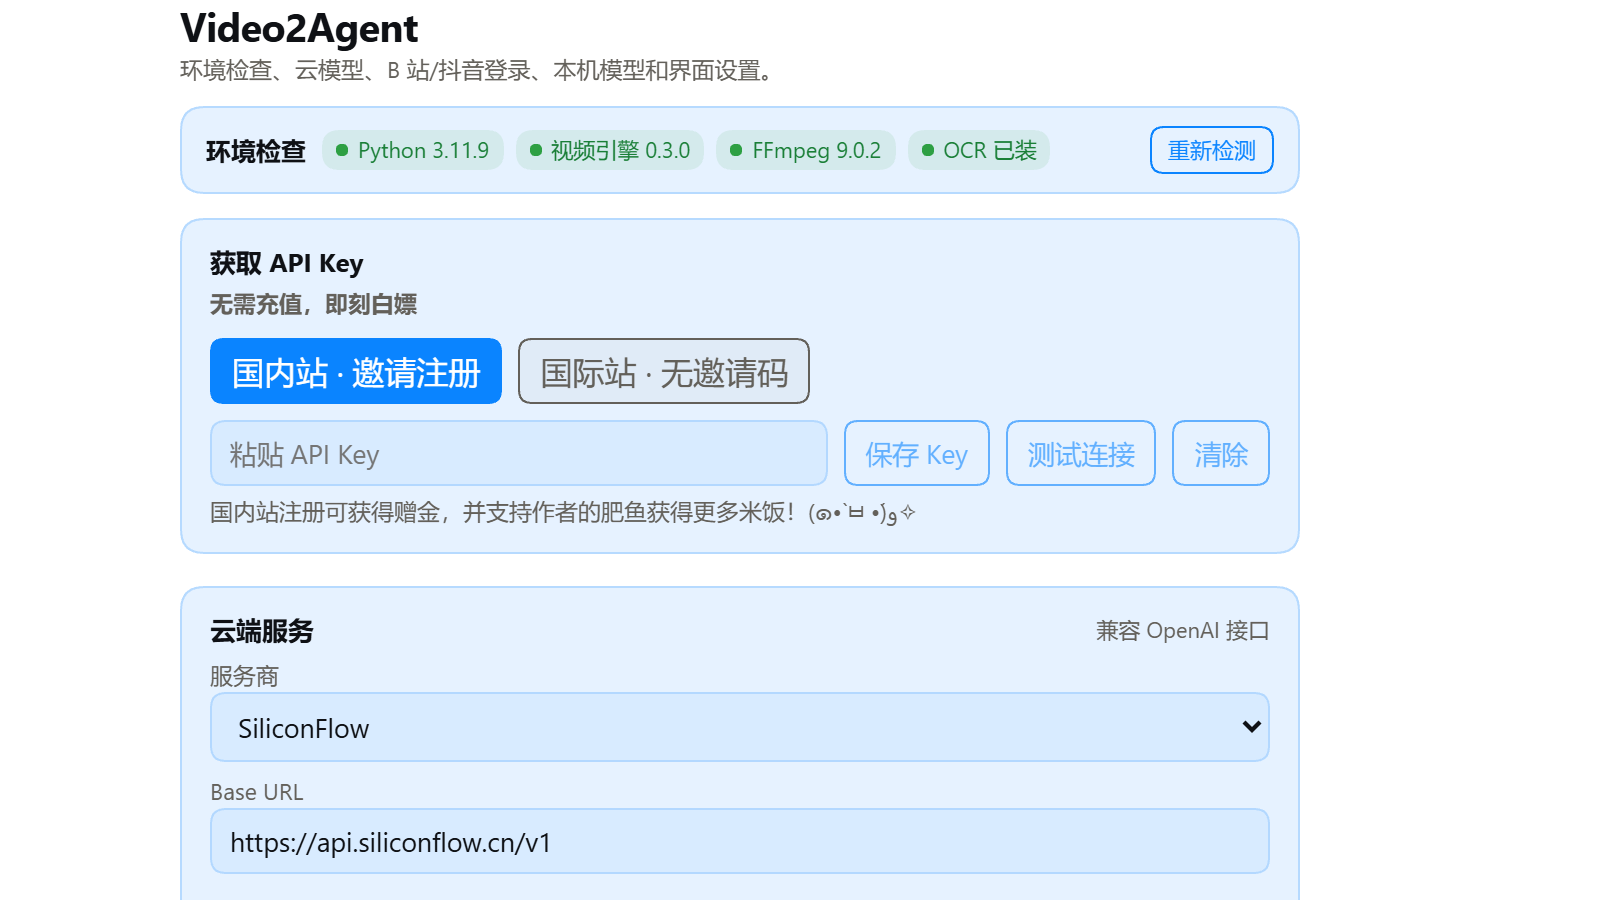 Video2Agent
环境检查、云模型、B 站/抖音登录、本机模型和界面设置。
环境检查 Python 3.11.9 视频引擎 0.3.0 FFmpeg 9.0.2 OCR 已装 重新检测
获取 API Key
无需充值，即刻白嫖
国内站 · 邀请注册 国际站 · 无邀请码
粘贴 API Key 保存 Key 测试连接 清除
国内站注册可获得赠金，并支持作者的肥鱼获得更多米饭！(๑•̀ㅂ•́)و✧
云端服务 兼容 OpenAI 接口
服务商
SiliconFlow
Base URL
https://api.siliconflow.cn/v1